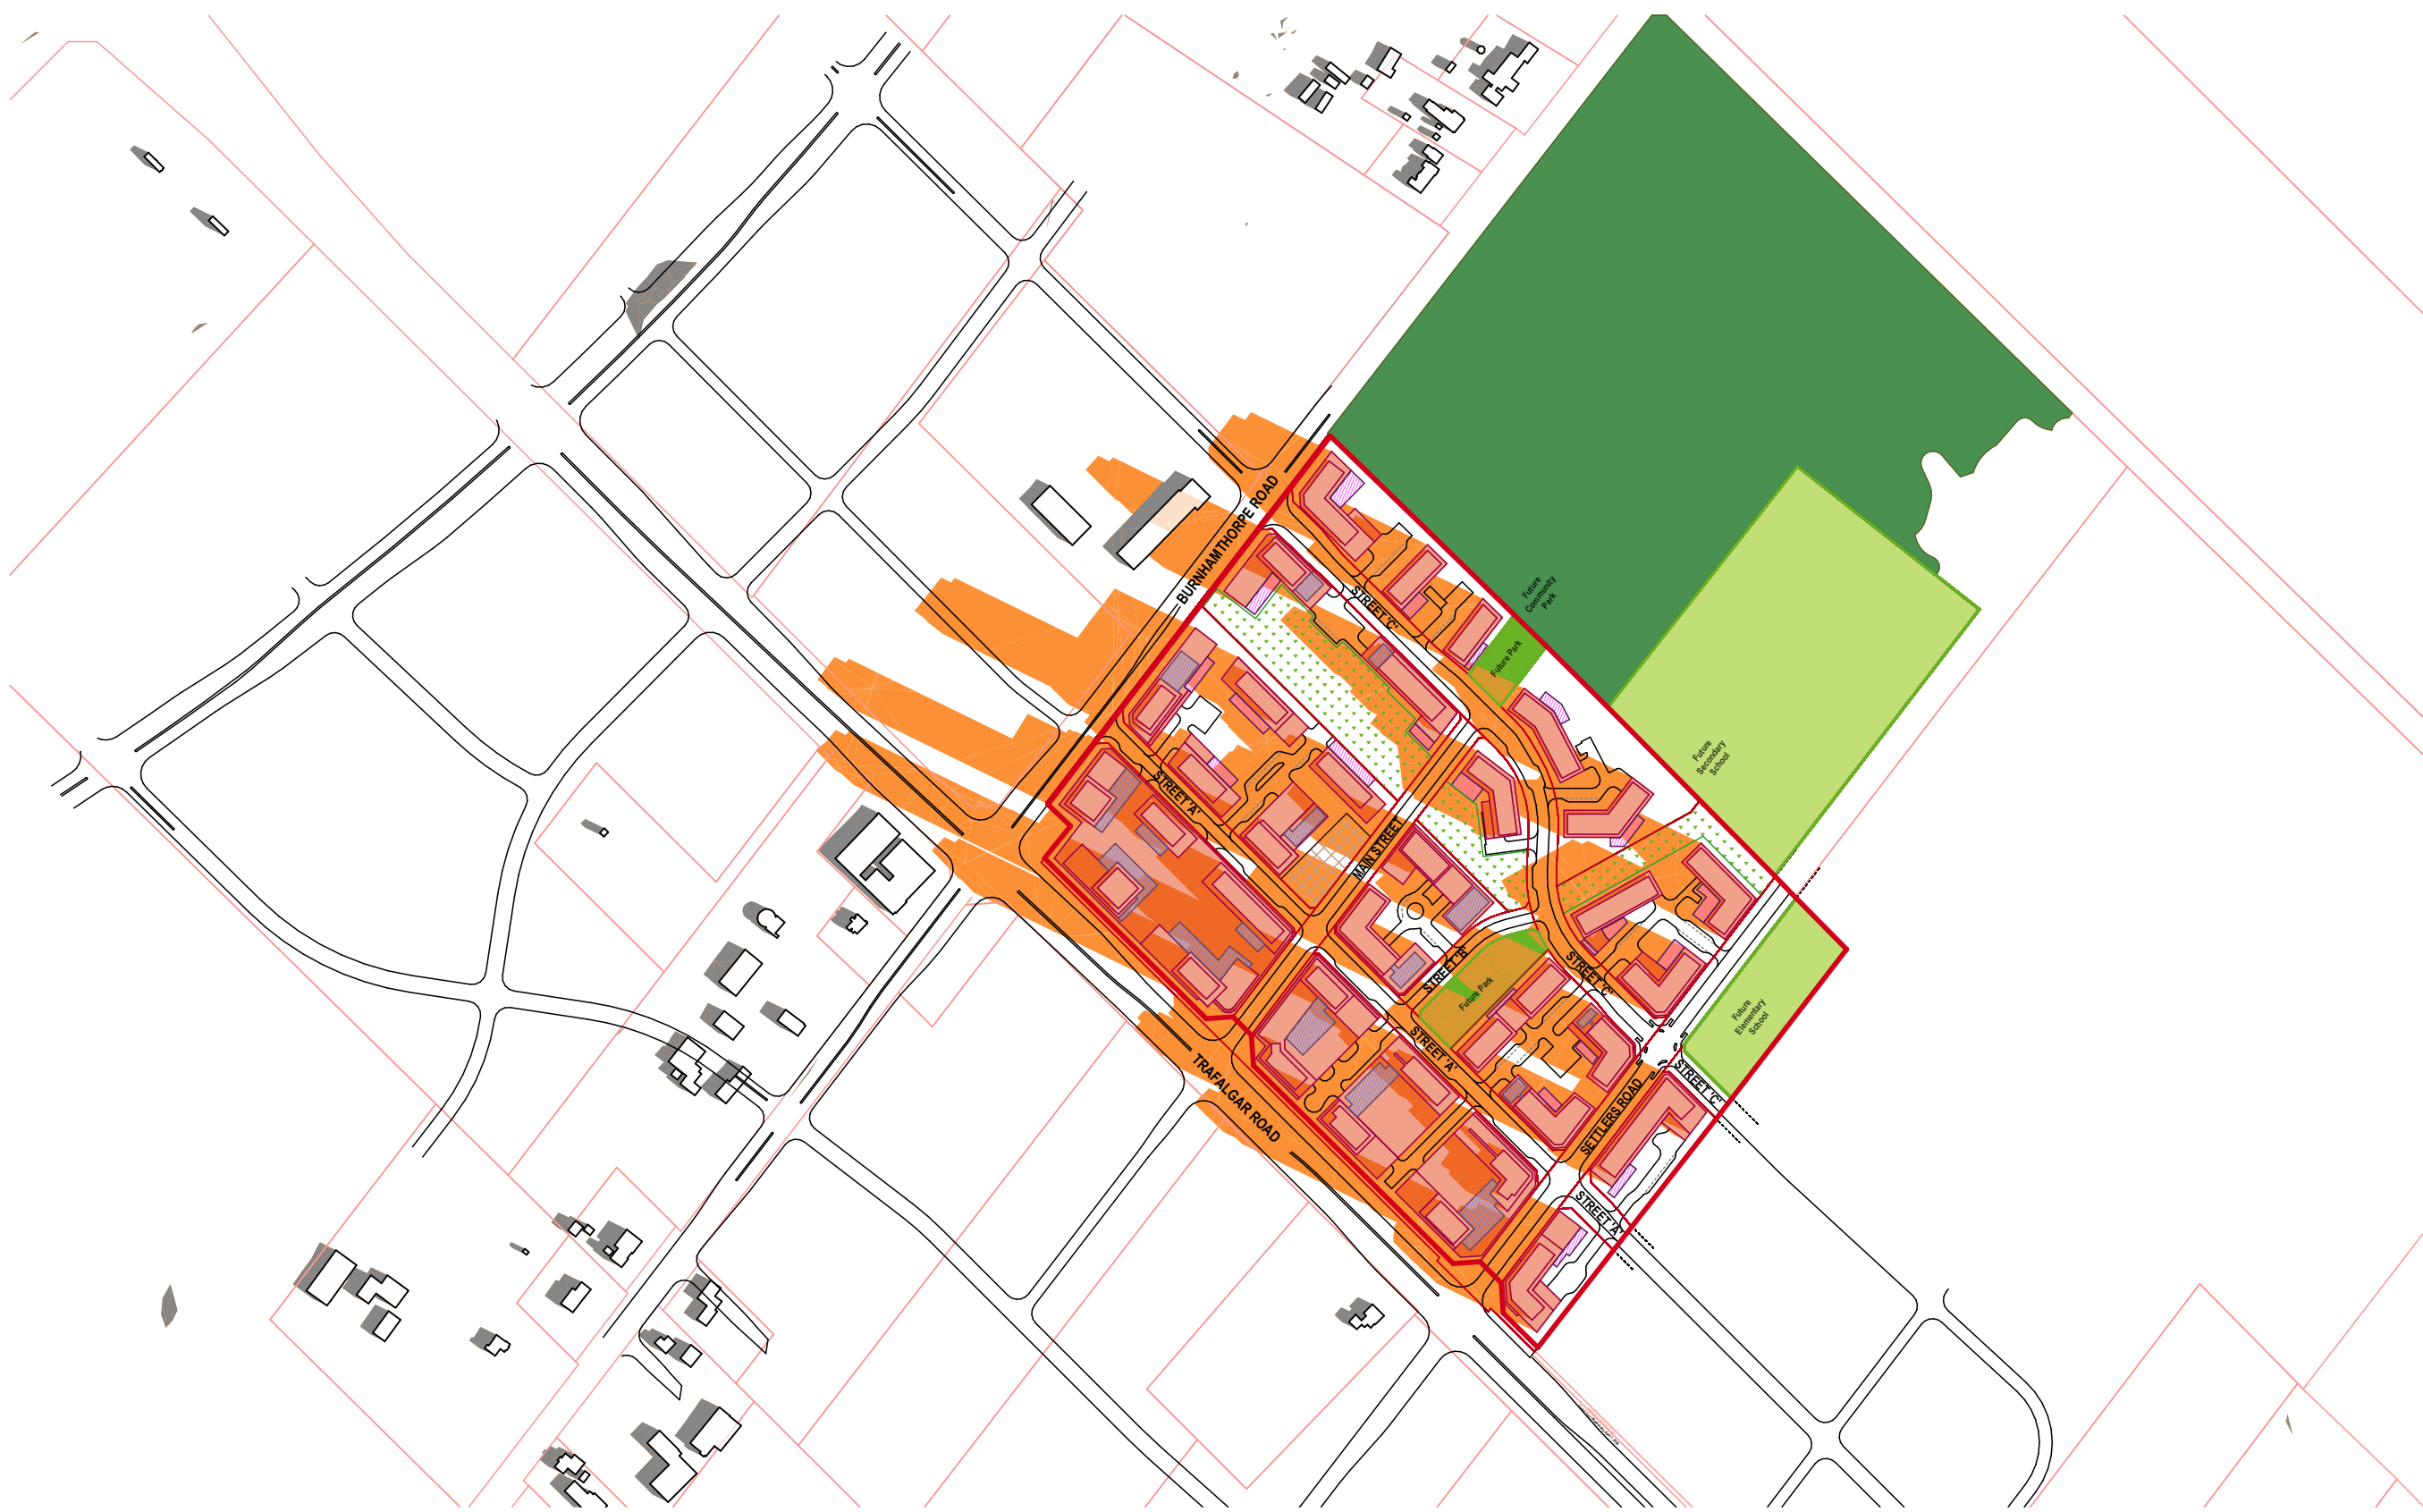 BURNHAMTHORPE ROAD
Future
Community
Park
STREET 'C'
Future Park
Future
Secondary
School
STREET 'A'
MAIN STREET
STREET 'B'
STREET 'C'
Future Park
Future
Elementary
School
STREET 'A'
TRAFALGAR ROAD
STREET 'C'
SETTLERS ROAD
STREET 'A'